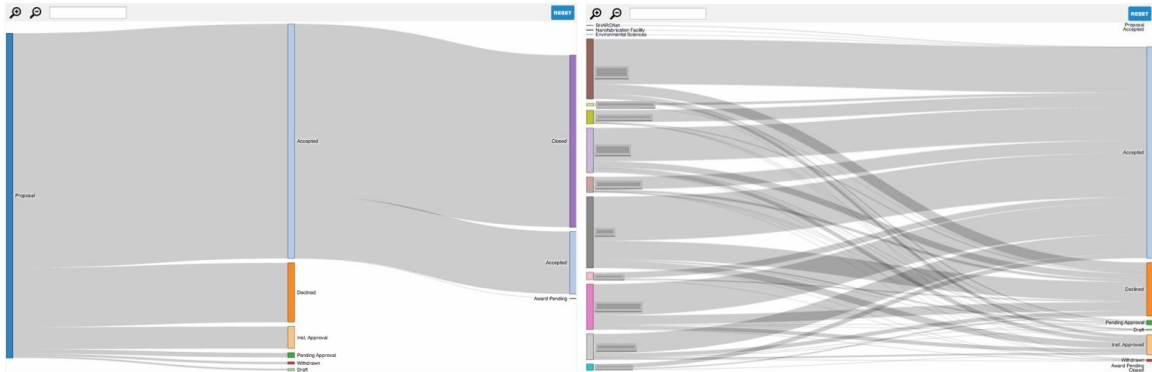 RESET
Proposal
Accepted
Declined
Inst. Approval
Pending Approval
Withdrawn
Draft
Closed
Accepted
Award Pending
RESET
SHARCNet
Nanofabrication Facility
Environmental Sciences
Proposal
Accepted
Accepted
Declined
Pending Approval
Draft
Inst. Approved
Withdrawn
Award Pending
Closed